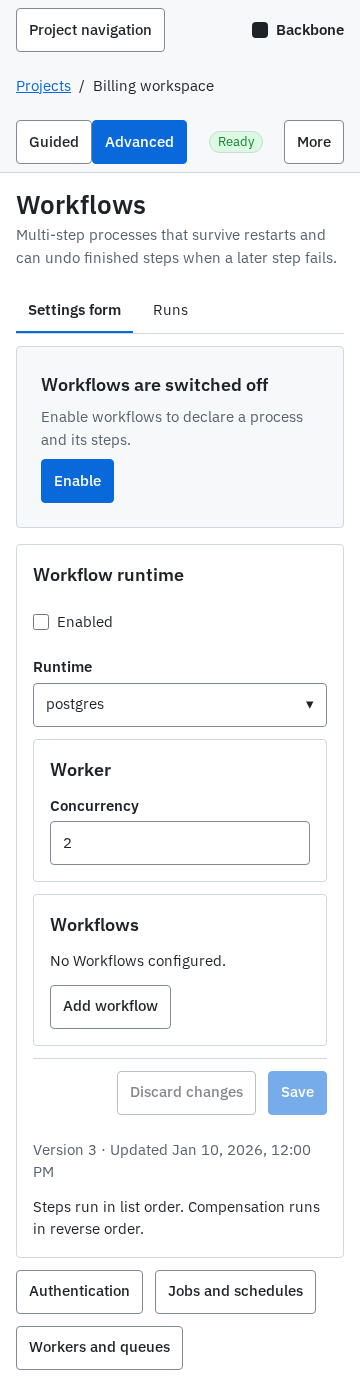 Project navigation
Backbone
Projects / Billing workspace
Guided
Advanced
Ready
More
Workflows
Multi-step processes that survive restarts and
can undo finished steps when a later step fails.
Settings form
Runs
Workflows are switched off
Enable workflows to declare a process
and its steps.
Enable
Workflow runtime
Enabled
Runtime
postgres
Worker
Concurrency
2
Workflows
No Workflows configured.
Add workflow
Discard changes
Save
Version 3 · Updated Jan 10, 2026, 12:00
PM
Steps run in list order. Compensation runs
in reverse order.
Authentication
Jobs and schedules
Workers and queues